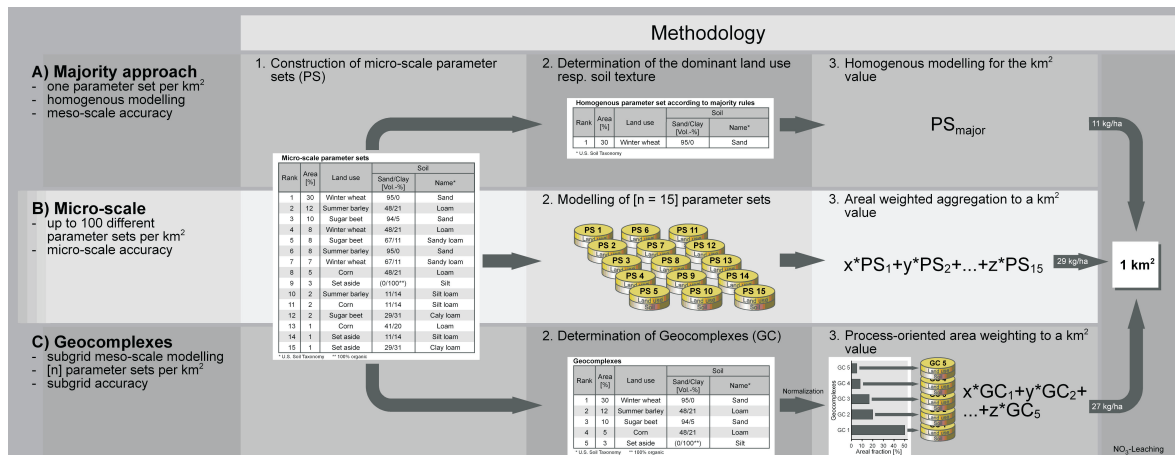 Methodology
A) Majority approach
- one parameter set per km²
- homogenous modelling
- meso-scale accuracy
1. Construction of micro-scale parameter
sets (PS)
2. Determination of the dominant land use
resp. soil texture
3. Homogenous modelling for the km²
value
Homogenous parameter set according to majority rules
Rank Area [%] Land use Soil
Sand/Clay [Vol.-%] Name*
1 30 Winter wheat 95/0 Sand
* U.S. Soil Taxonomy
PSmajor
11 kg/ha
Micro-scale parameter sets
Rank Area [%] Land use Soil
Sand/Clay [Vol.-%] Name*
1 30 Winter wheat 95/0 Sand
2 12 Summer barley 48/21 Loam
3 10 Sugar beet 94/5 Sand
4 8 Winter wheat 48/21 Loam
5 8 Sugar beet 67/11 Sandy loam
6 8 Summer barley 95/0 Sand
7 7 Winter wheat 67/11 Sandy loam
8 5 Corn 48/21 Loam
9 3 Set aside (0/100**) Silt
10 2 Summer barley 11/14 Silt loam
11 2 Corn 11/14 Silt loam
12 2 Sugar beet 29/31 Caly loam
13 1 Corn 41/20 Loam
14 1 Set aside 11/14 Silt loam
15 1 Set aside 29/31 Clay loam
* U.S. Soil Taxonomy ** 100% organic
B) Micro-scale
- up to 100 different
parameter sets per km²
- micro-scale accuracy
2. Modelling of [n = 15] parameter sets
PS 1 PS 6 PS 11
PS 2 PS 7 PS 12
PS 3 PS 8 PS 13
PS 4 PS 9 PS 14
PS 5 PS 10 PS 15
Land use
Soil
3. Areal weighted aggregation to a km²
value
x*PS₁+y*PS₂+...+z*PS₁₅
29 kg/ha
1 km²
C) Geocomplexes
- subgrid meso-scale modelling
- [n] parameter sets per km²
- subgrid accuracy
2. Determination of Geocomplexes (GC)
Geocomplexes
Rank Area [%] Land use Soil
Sand/Clay [Vol.-%] Name*
1 30 Winter wheat 95/0 Sand
2 12 Summer barley 48/21 Loam
3 10 Sugar beet 94/5 Sand
4 5 Corn 48/21 Loam
5 3 Set aside (0/100**) Silt
* U.S. Soil Taxonomy ** 100% organic
Normalization
3. Process-oriented area weighting to a km²
value
Geocomplexes
GC 5
GC 4
GC 3
GC 2
GC 1
0 10 20 30 40 50
Areal fraction [%]
GC 5
Land use
x*GC₁+y*GC₂+
...+z*GC₅
27 kg/ha
NO₃-Leaching